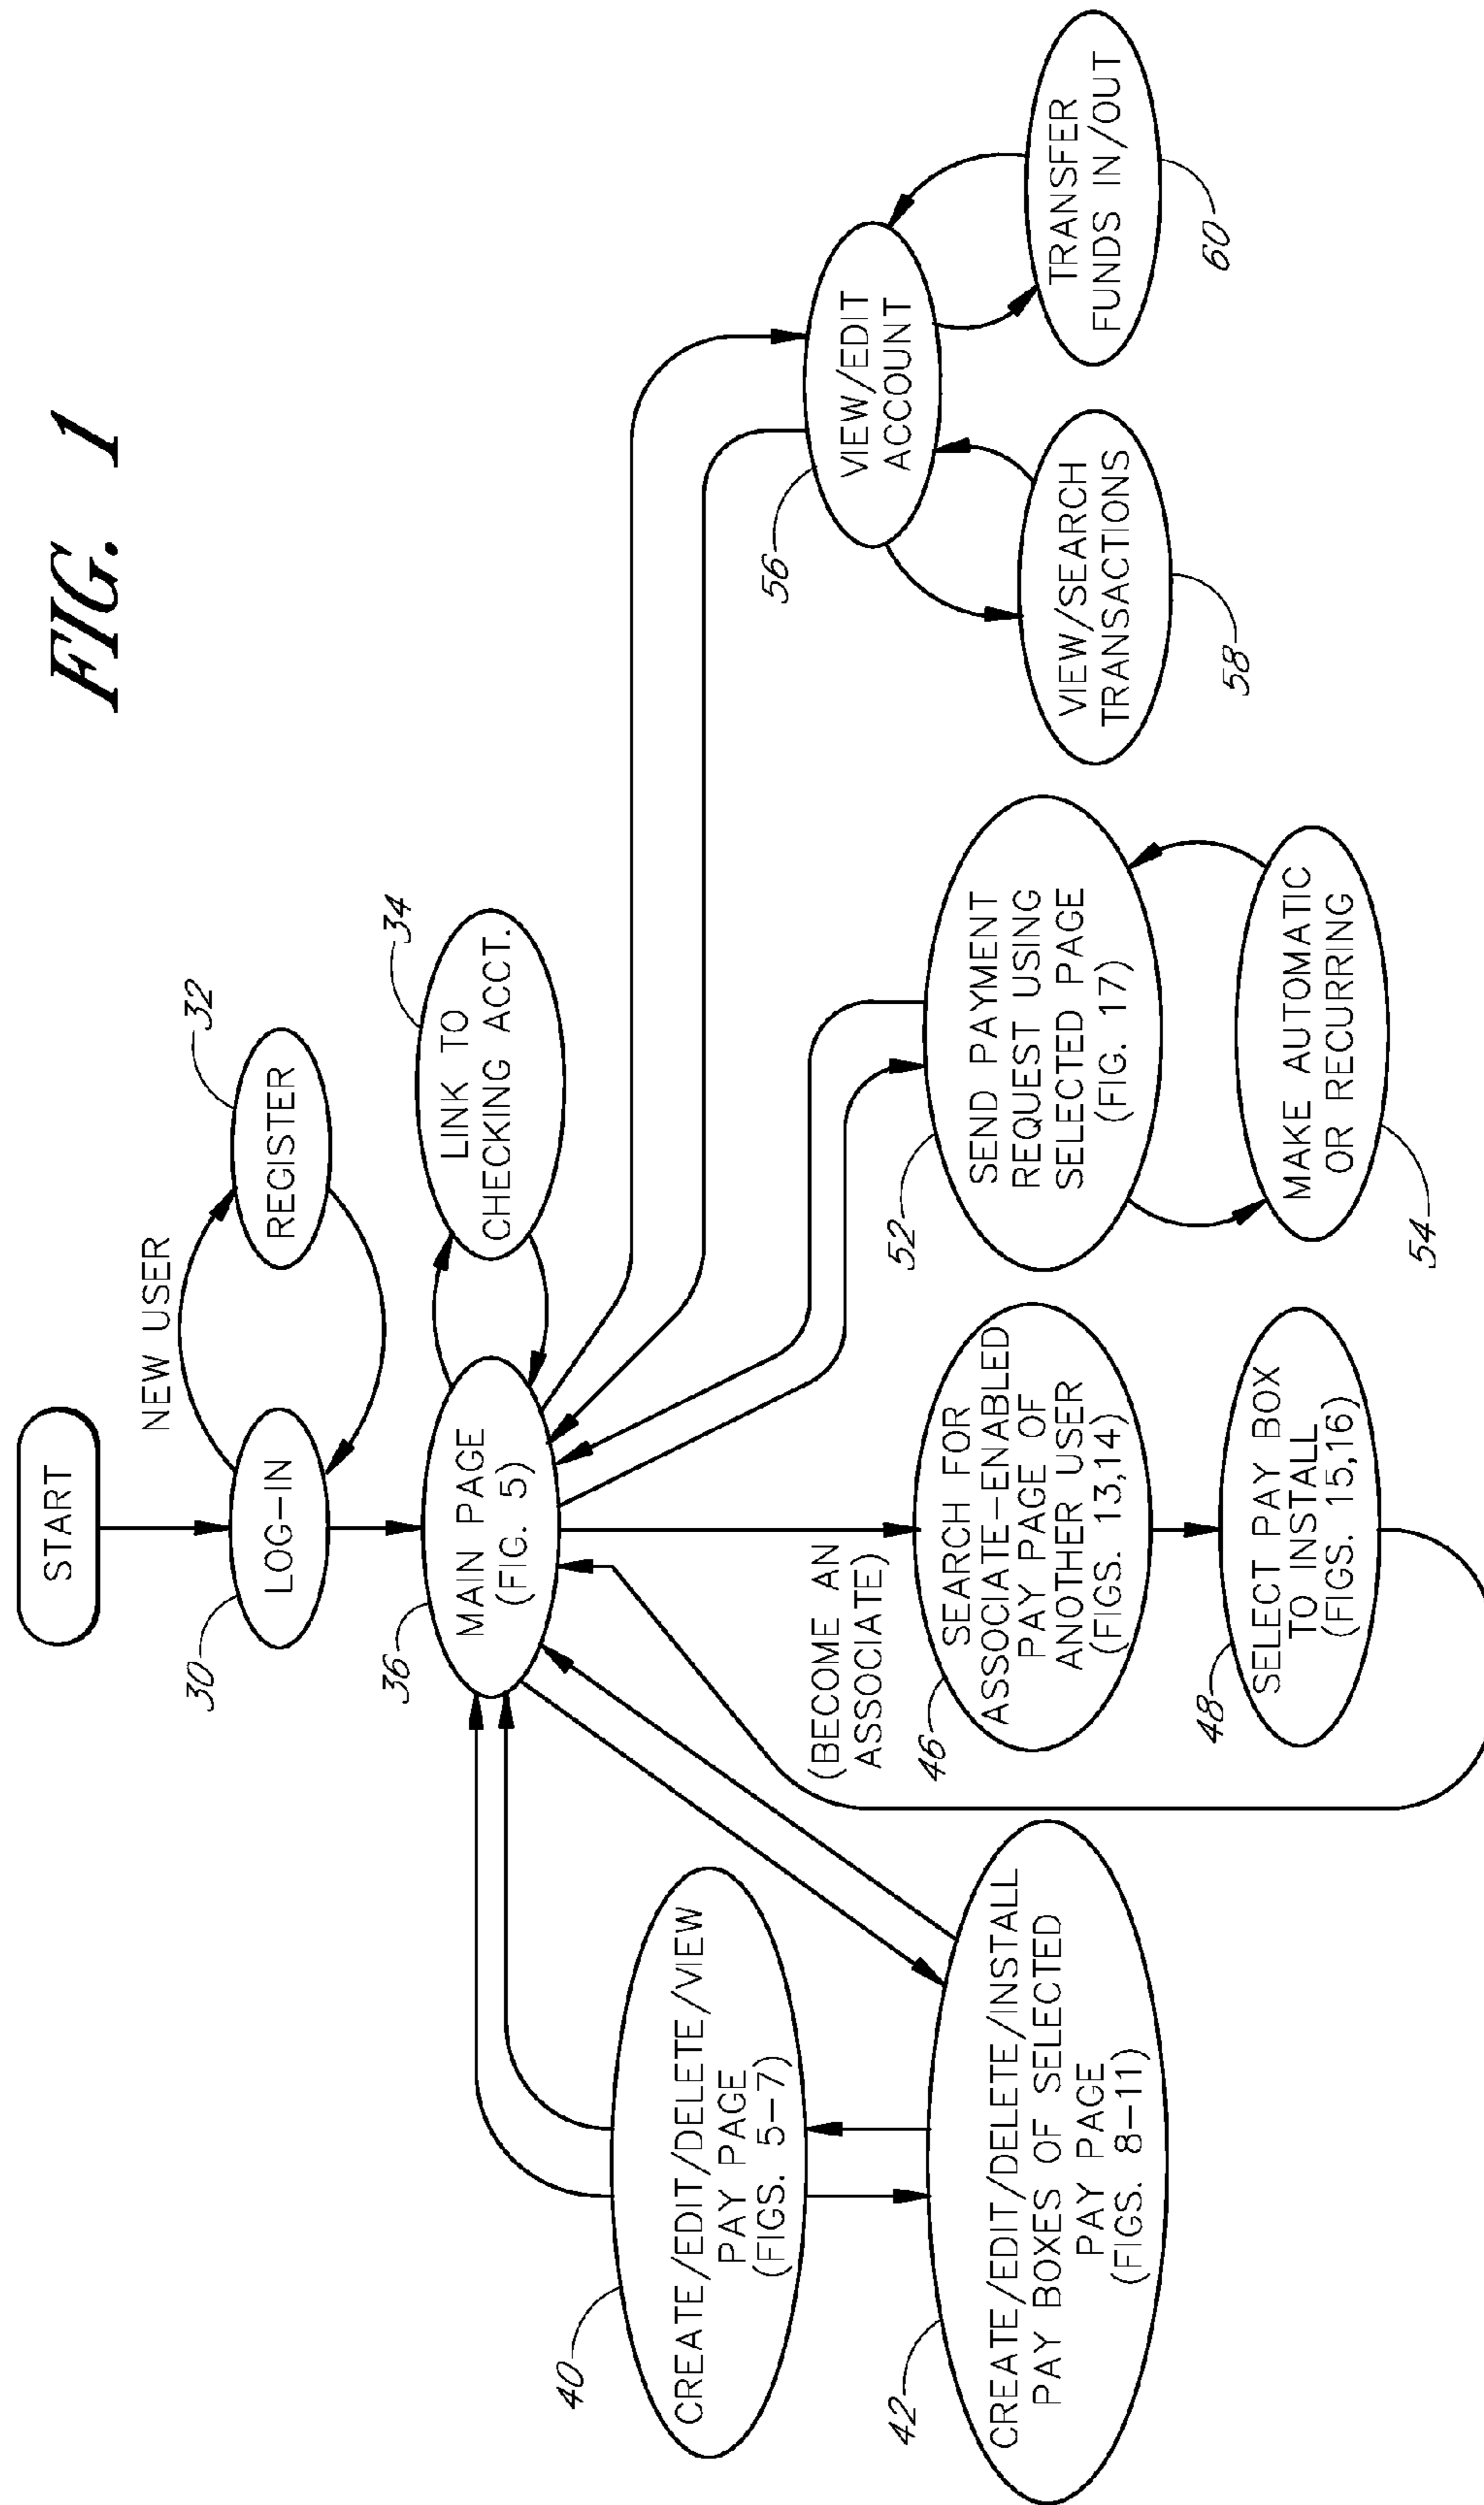 FIG. 1
START
NEW USER
30
LOG-IN
REGISTER
32
36
MAIN PAGE
(FIG. 5)
LINK TO
CHECKING ACCT.
34
40
CREATE/EDIT/DELETE/VIEW
PAY PAGE
(FIGS. 5-7)
42
CREATE/EDIT/DELETE/INSTALL
PAY BOXES OF SELECTED
PAY PAGE
(FIGS. 8-11)
(BECOME AN
ASSOCIATE)
46
SEARCH FOR
ASSOCIATE-ENABLED
PAY PAGE OF
ANOTHER USER
(FIGS. 13,14)
48
SELECT PAY BOX
TO INSTALL
(FIGS. 15,16)
52
SEND PAYMENT
REQUEST USING
SELECTED PAGE
(FIG. 17)
MAKE AUTOMATIC
OR RECURRING
54
56
VIEW/EDIT
ACCOUNT
VIEW/SEARCH
TRANSACTIONS
58
TRANSFER
FUNDS IN/OUT
60